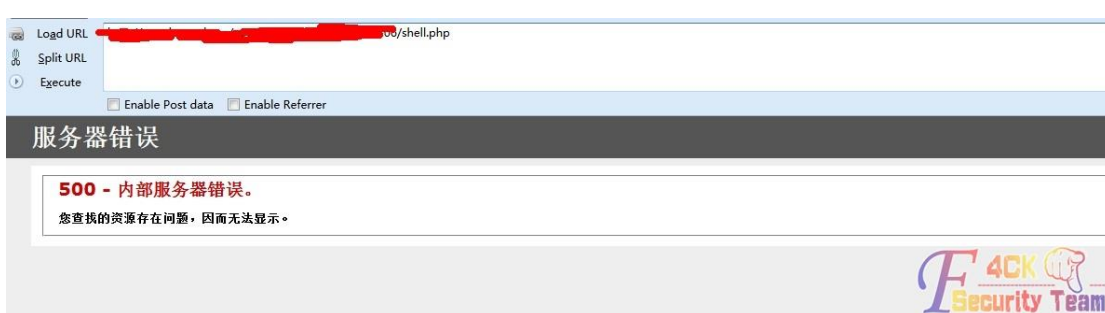 Load URL
/shell.php
Split URL
Execute
Enable Post data Enable Referrer
服务器错误
500 - 内部服务器错误。
您查找的资源存在问题，因而无法显示。
F4CK
Security Team